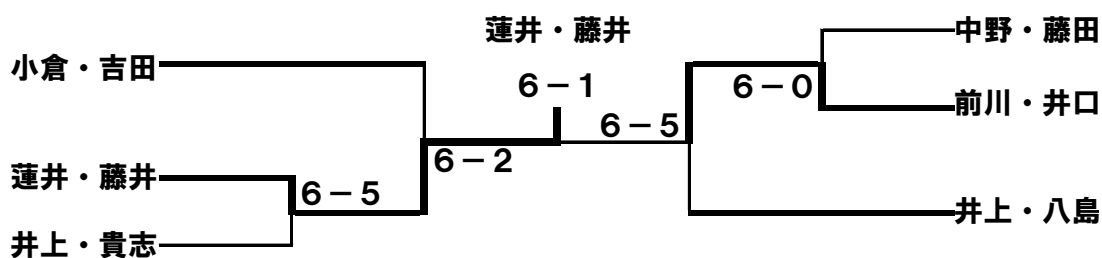 蓮井・藤井
中野・藤田
小倉・吉田
6－1
6－0
前川・井口
6－5
6－2
蓮井・藤井
6－5
井上・八島
井上・貴志